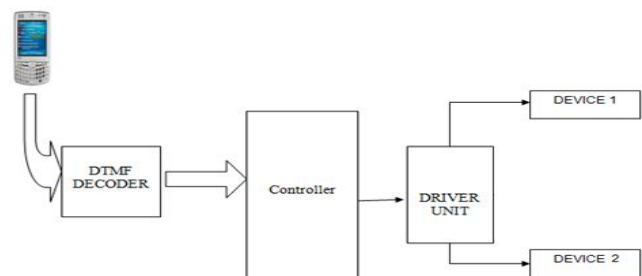 DTMF
DECODER
Controller
DRIVER
UNIT
DEVICE 1
DEVICE 2